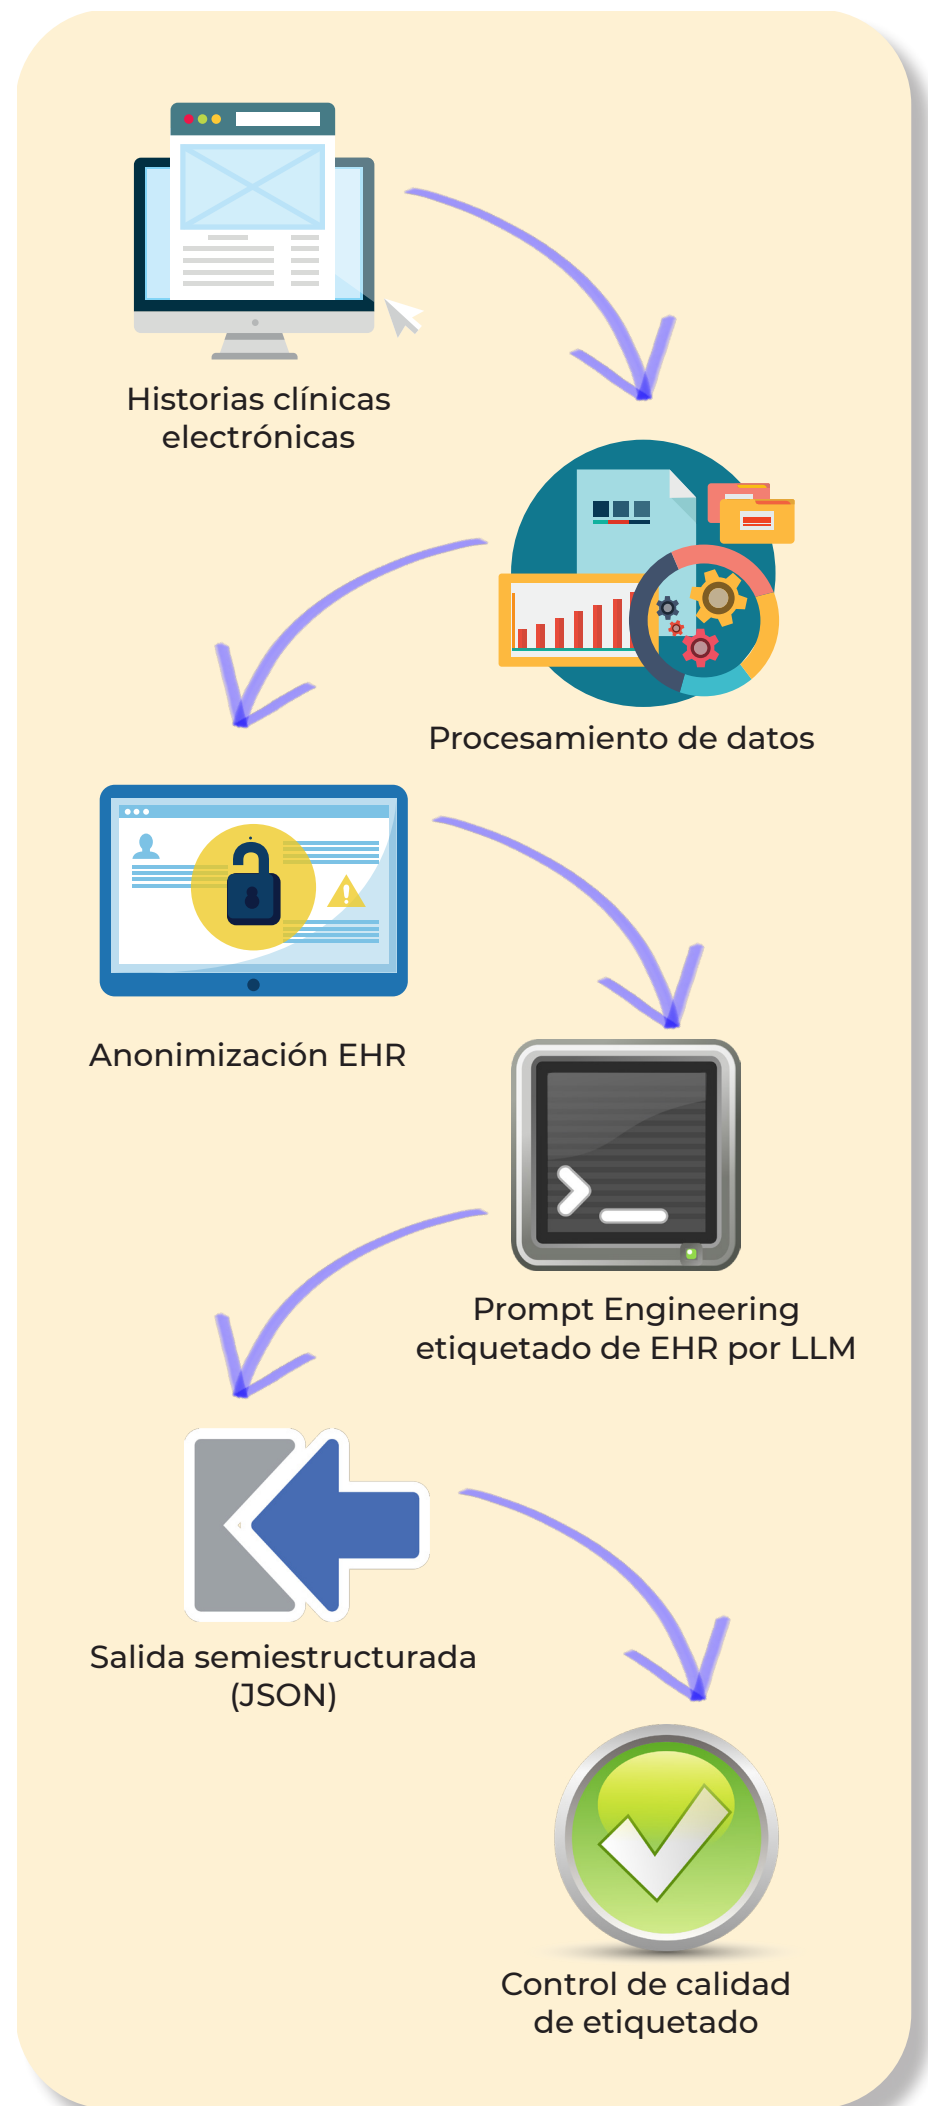 Historias clínicas
electrónicas
Procesamiento de datos
Anonimización EHR
Prompt Engineering
etiquetado de EHR por LLM
Salida semiestructurada
(JSON)
Control de calidad
de etiquetado